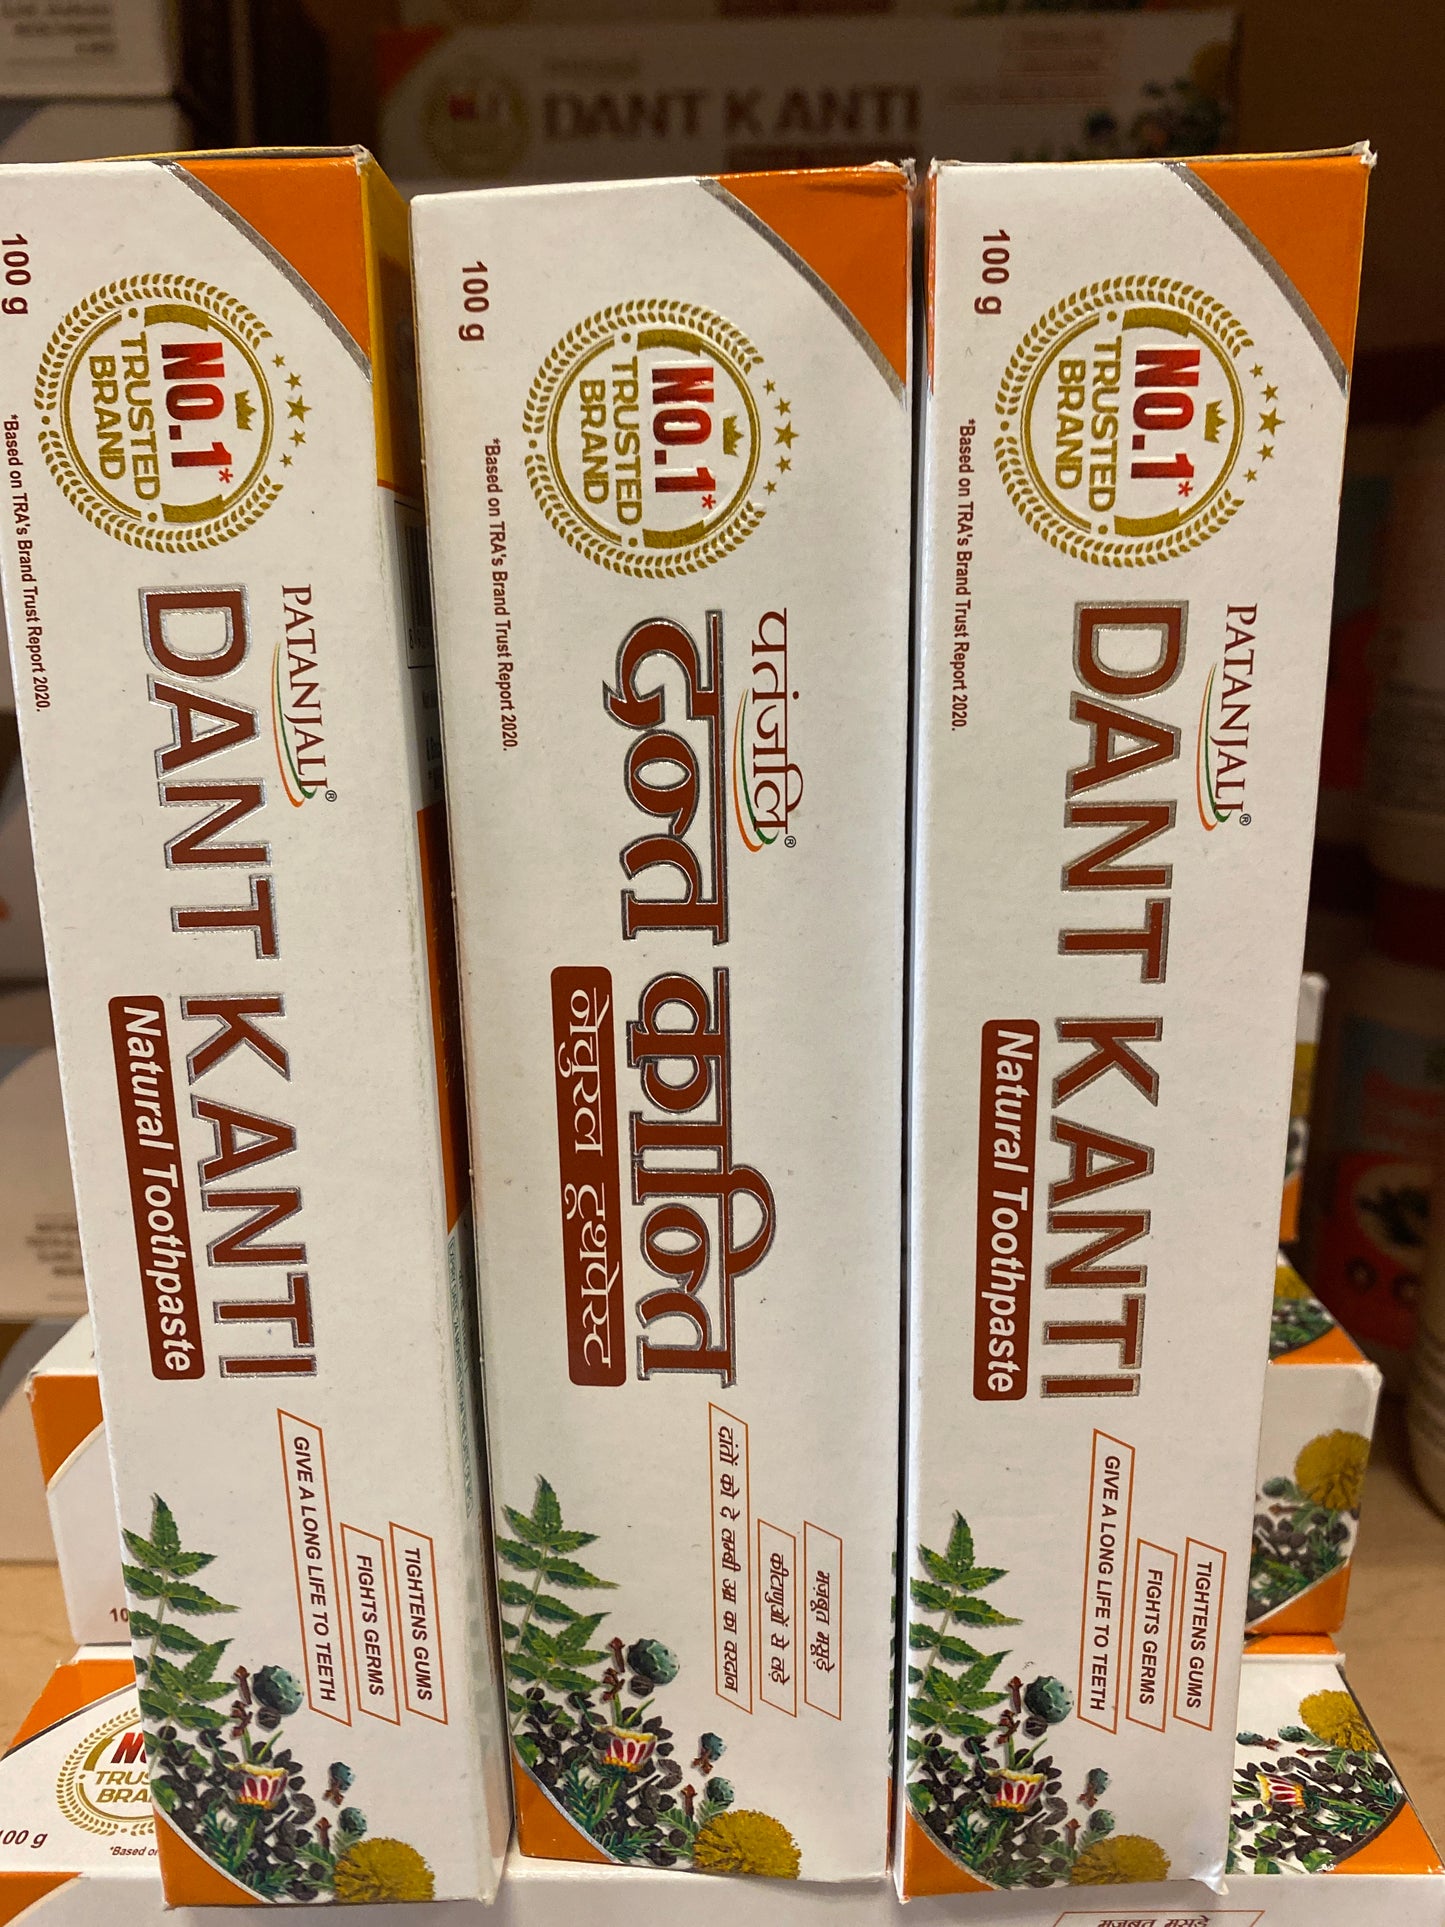 DANT KANTI
100 g
NO.1*
TRUSTED
BRAND
*Based on TRA's Brand Trust Report 2020.
PATANJALI®
DANT KANTI
Natural Toothpaste
TIGHTENS GUMS
FIGHTS GERMS
GIVE A LONG LIFE TO TEETH
100 g
NO.1*
TRUSTED
BRAND
*Based on TRA's Brand Trust Report 2020.
पतंजलि®
दन्त कान्ति
नेचुरल टूथपेस्ट
मज़बूत मसूड़े
कीटाणुओं से लड़े
दांतों को दे लम्बी उम्र का वरदान
100 g
NO.1*
TRUSTED
BRAND
*Based on TRA's Brand Trust Report 2020.
PATANJALI®
DANT KANTI
Natural Toothpaste
TIGHTENS GUMS
FIGHTS GERMS
GIVE A LONG LIFE TO TEETH
100 g
मज़बूत मसूड़े